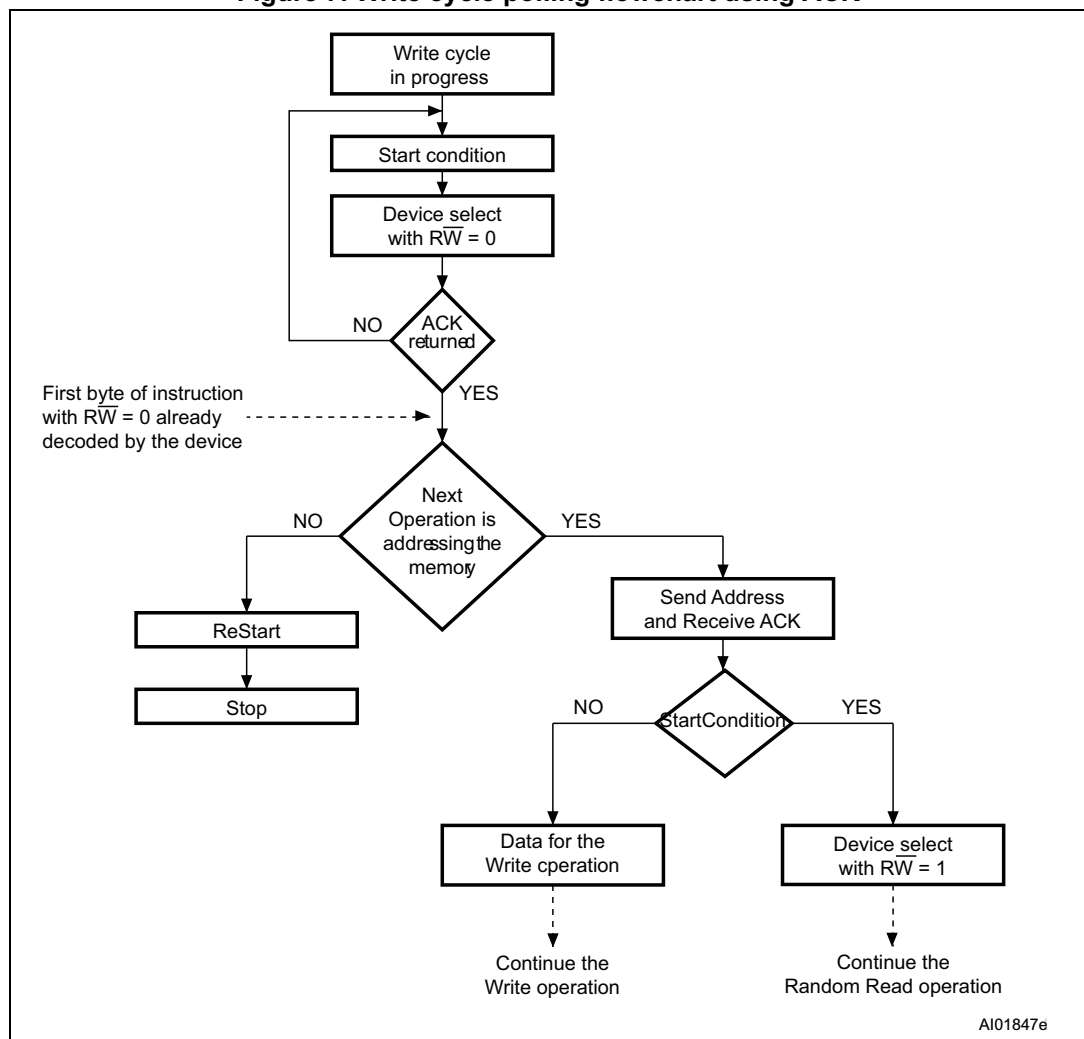 Write cycle
in progress
Start condition
Device select
with RW̅ = 0
NO
ACK
returned
YES
First byte of instruction
with RW̅ = 0 already
decoded by the device
NO
Next
Operation is
addressing the
memory
YES
Send Address
and Receive ACK
ReStart
Stop
NO
StartCondition
YES
Data for the
Write cperation
Device select
with RW̅ = 1
Continue the
Write operation
Continue the
Random Read operation
AI01847e